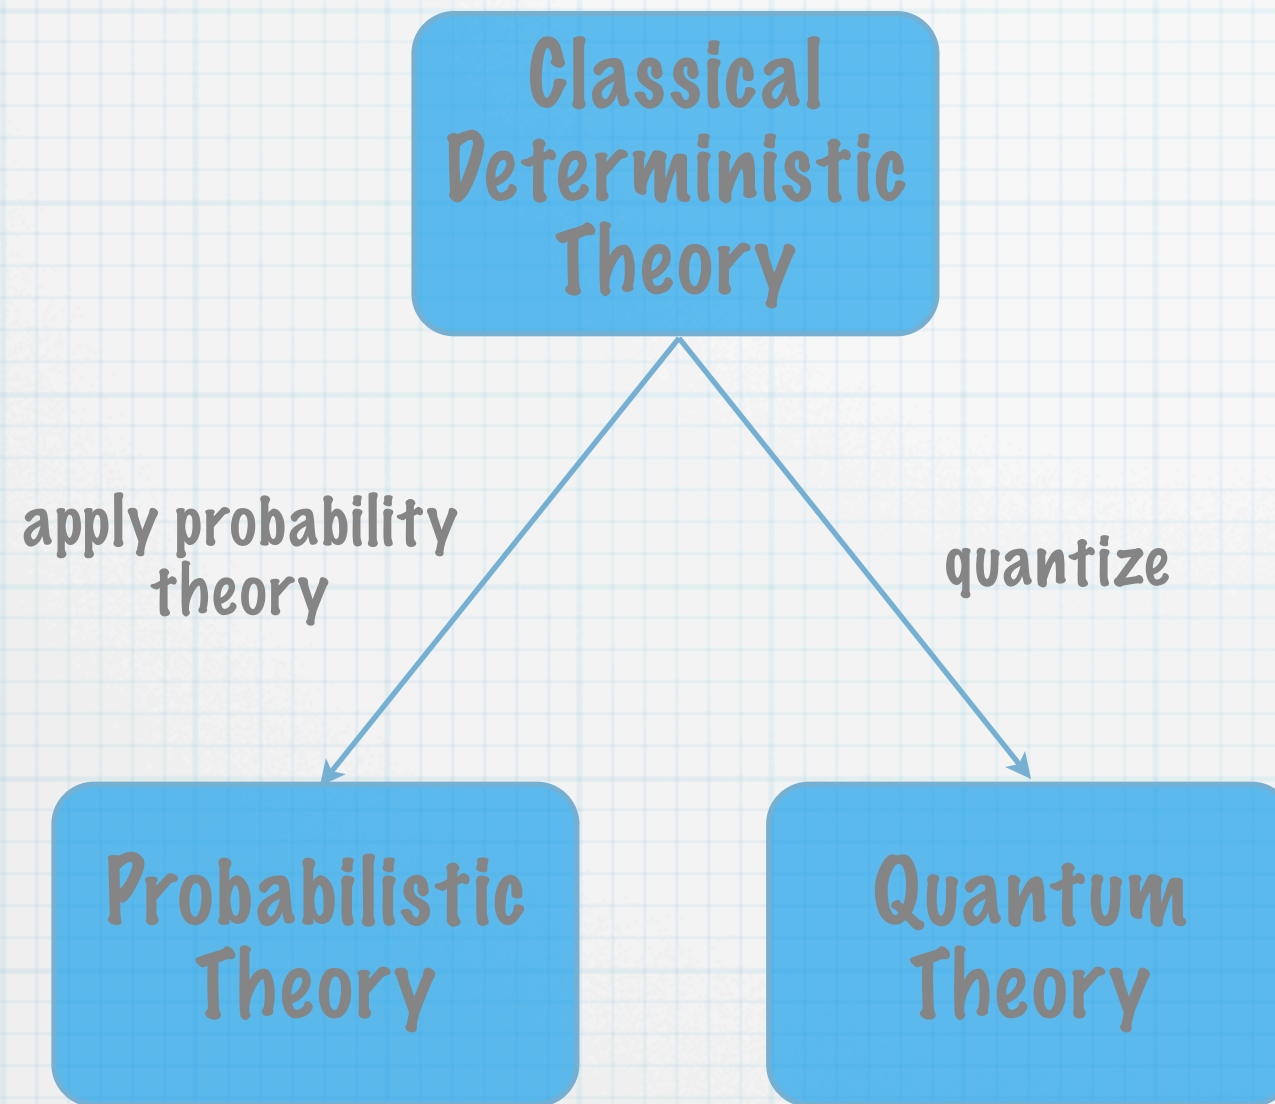 Classical
Deterministic
Theory
apply probability
theory
quantize
Probabilistic
Theory
Quantum
Theory